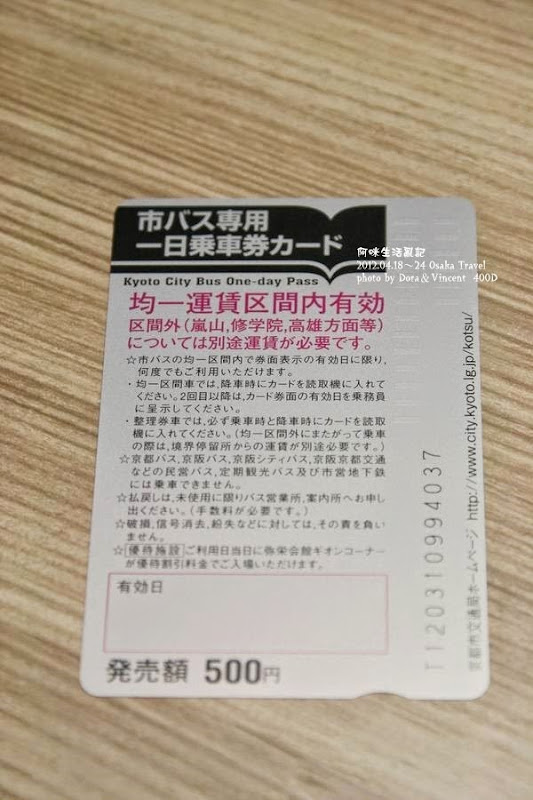 市バス専用
一日乗車券カード
Kyoto City Bus One-day Pass
均一運賃区間内有効
区間外(嵐山,修学院,高雄方面等)
については別途運賃が必要です。
☆市バスの均一区間内で券面表示の有効日に限り,
何度でもご利用いただけます。
・均一区間車では,降車時にカードを読取機に入れて
ください。2回目以降は,カード券面の有効日を乗務員
に呈示してください。
・整理券車では,必ず乗車時と降車時にカードを読取
機に入れてください。(均一区間外にまたがって乗車
の際は,境界停留所からの運賃が別途必要です。)
☆京都バス,京阪バス,京阪シティバス,京阪京都交通
などの民営バス,定期観光バス及び市営地下鉄
には乗車できません。
☆払戻しは,未使用に限りバス営業所,案内所へお申し
出ください。(手数料が必要です。)
☆破損,信号消去,紛失などに対しては,その責を負い
ません。
☆優待施設 ご利用日当日に弥栄会館ギオンコーナー
が優待割引料金でご入場いただけます。
有効日
発売額 500円
T120310994037
京都市交通局ホームページ http://www.city.kyoto.lg.jp/kotsu/
阿咪生活亂記
2012.04.18~24 Osaka Travel
photo by Dora & Vincent 400D